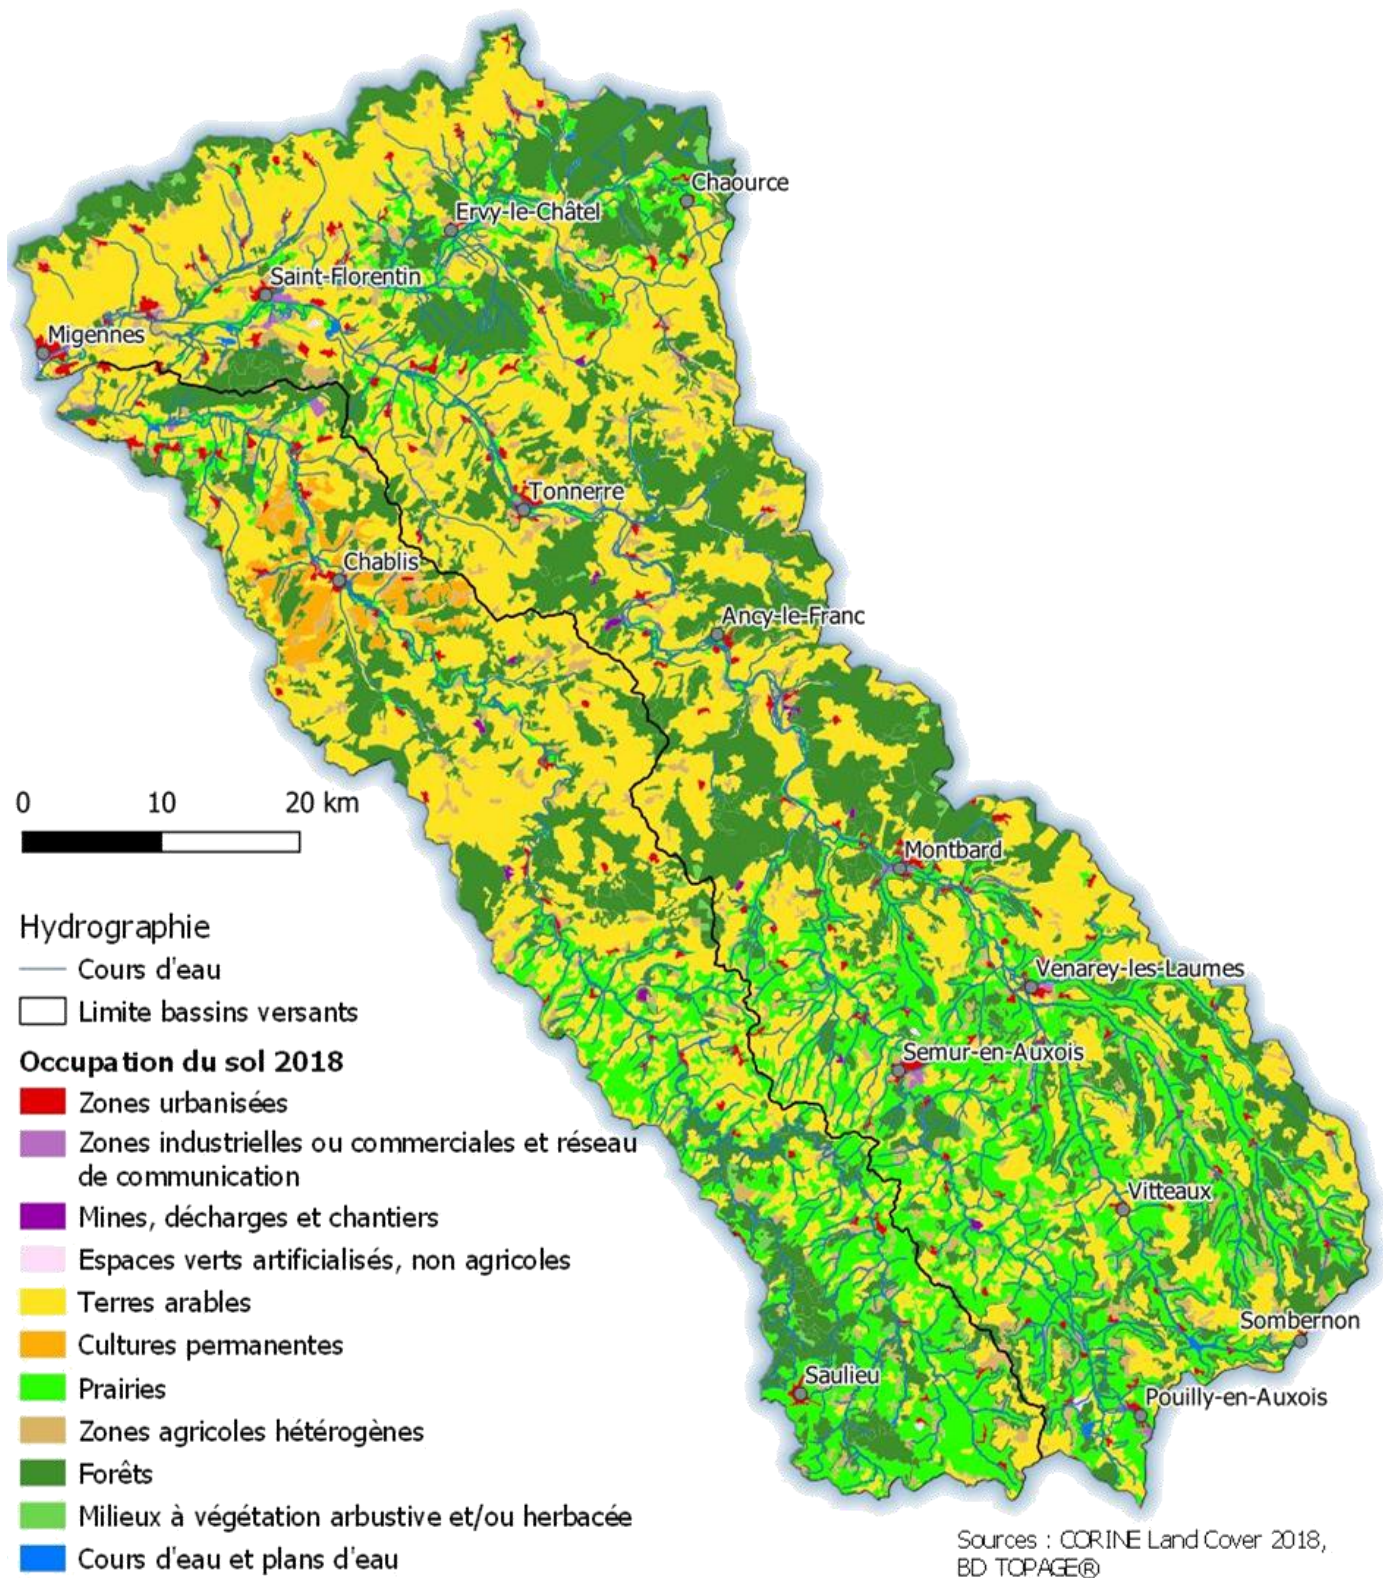 Chaource
Ervy-le-Châtel
Saint-Florentin
Migennes
Tonnerre
Chablis
Ancy-le-Franc
0 10 20 km
Montbard
Hydrographie
Cours d'eau
Limite bassins versants
Venarey-les-Laumes
Semur-en-Auxois
Occupation du sol 2018
Zones urbanisées
Zones industrielles ou commerciales et réseau
de communication
Mines, décharges et chantiers
Espaces verts artificialisés, non agricoles
Terres arables
Cultures permanentes
Prairies
Zones agricoles hétérogènes
Forêts
Milieux à végétation arbustive et/ou herbacée
Cours d'eau et plans d'eau
Vitteaux
Sombernon
Saulieu
Pouilly-en-Auxois
Sources : CORINE Land Cover 2018,
BD TOPAGE®